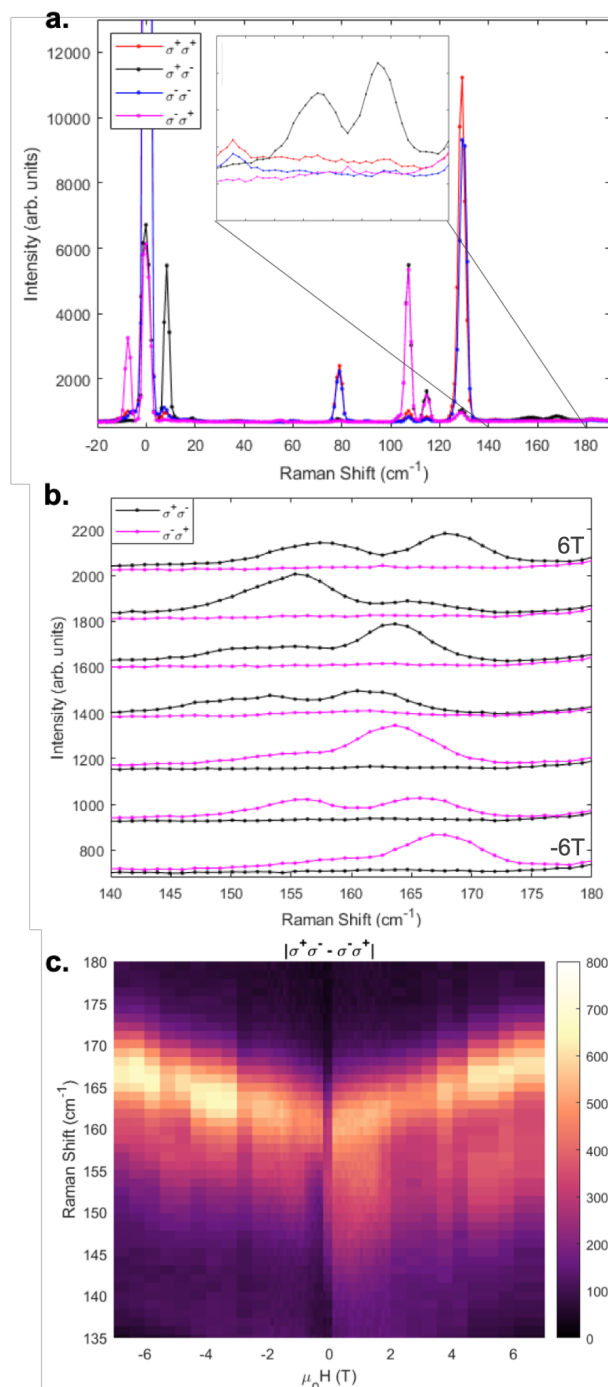 a.
σ⁺σ⁺
σ⁺σ⁻
σ⁻σ⁻
σ⁻σ⁺
12000
10000
8000
6000
4000
2000
Intensity (arb. units)
-20 0 20 40 60 80 100 120 140 160 180
Raman Shift (cm⁻¹)
b.
σ⁺σ⁻
σ⁻σ⁺
6T
-6T
2200
2000
1800
1600
1400
1200
1000
800
Intensity (arb. units)
140 145 150 155 160 165 170 175 180
Raman Shift (cm⁻¹)
c.
|σ⁺σ⁻ - σ⁻σ⁺|
180
175
170
165
160
155
150
145
140
135
Raman Shift (cm⁻¹)
-6 -4 -2 0 2 4 6
μ₀H (T)
800
700
600
500
400
300
200
100
0